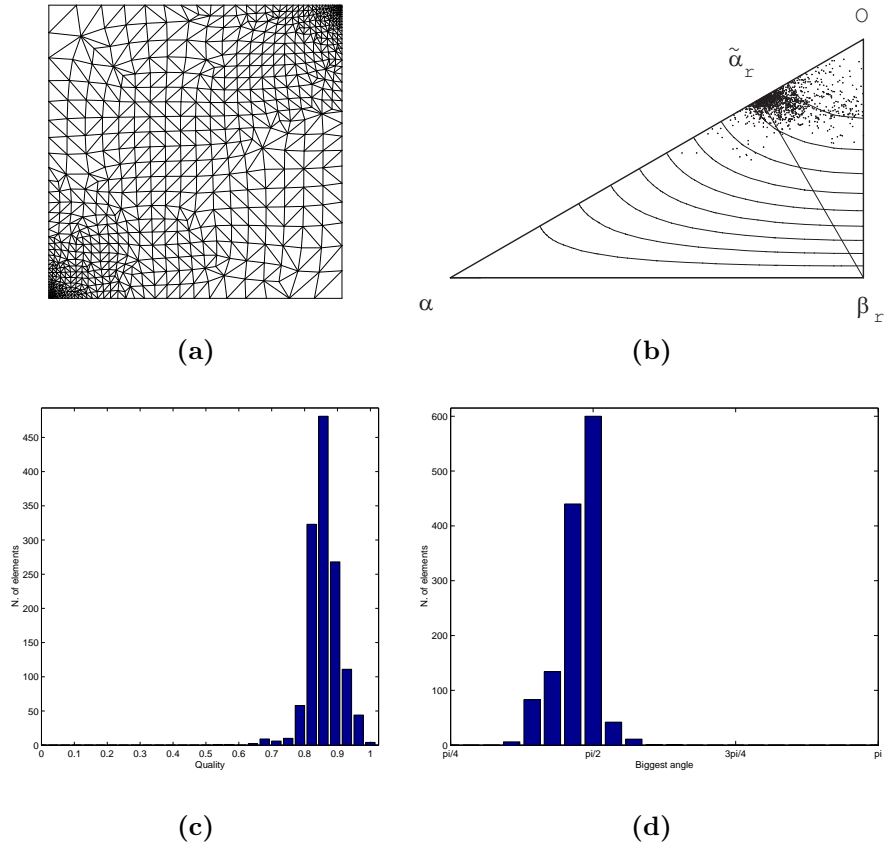 O
α̃ r
α
β r
(a)
(b)
450
400
350
300
250
200
150
100
50
0
N. of elements
0 0.1 0.2 0.3 0.4 0.5 0.6 0.7 0.8 0.9 1
Quality
600
500
400
300
200
100
0
N. of elements
pi/4 pi/2 3pi/4 pi
Biggest angle
(c)
(d)